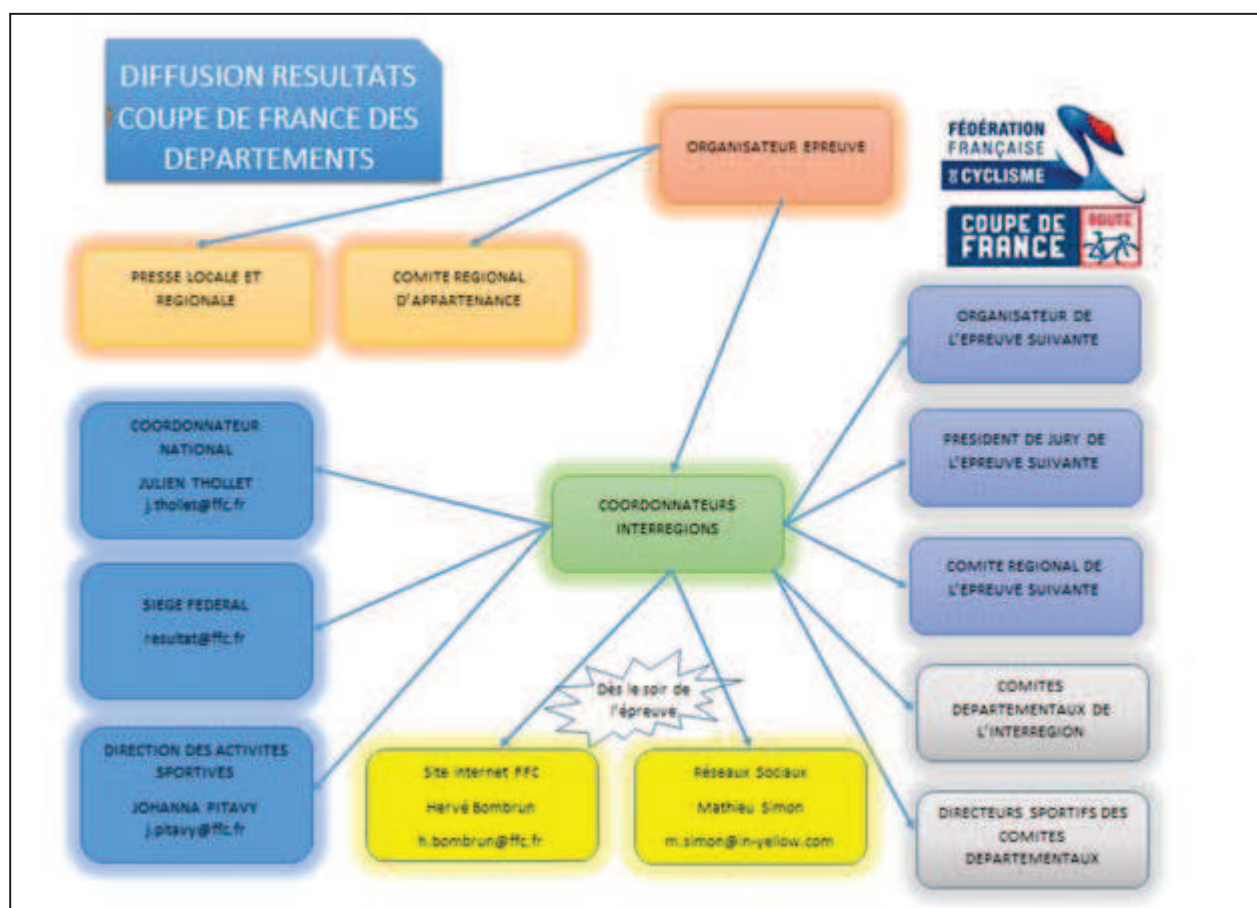 DIFFUSION RESULTATS
COUPE DE FRANCE DES
DEPARTEMENTS
ORGANISATEUR EPREUVE
FÉDÉRATION
FRANÇAISE
DE CYCLISME
COUPE DE
FRANCE
ROUTE
PRESSE LOCALE ET
REGIONALE
COMITE REGIONAL
D'APPARTENANCE
ORGANISATEUR DE
L'EPREUVE SUIVANTE
COORDONNATEUR
NATIONAL
JULIEN THOLLET
j.thollet@ffc.fr
PRESIDENT DE JURY DE
L'EPREUVE SUIVANTE
COORDONNATEURS
INTERREGIONS
COMITE REGIONAL DE
L'EPREUVE SUIVANTE
SIEGE FEDERAL
resultat@ffc.fr
Dès le soir de
l'épreuve
COMITES
DEPARTEMENTAUX DE
L'INTERREGION
DIRECTION DES ACTIVITES
SPORTIVES
JOHANNA PITAVY
j.pitavy@ffc.fr
Site internet FFC
Hervé Bombrun
h.bombrun@ffc.fr
Réseaux Sociaux
Mathieu Simon
m.simon@in-yellow.com
DIRECTEURS SPORTIFS DES
COMITES
DEPARTEMENTAUX